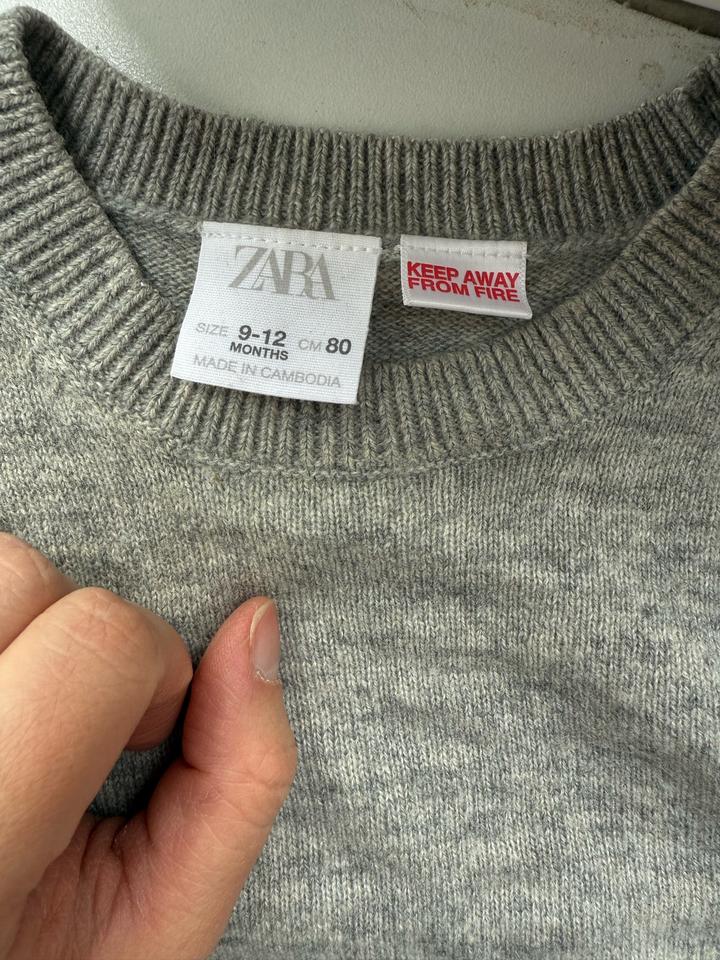 ZARA
SIZE 9-12 CM 80
MONTHS
MADE IN CAMBODIA
KEEP AWAY
FROM FIRE